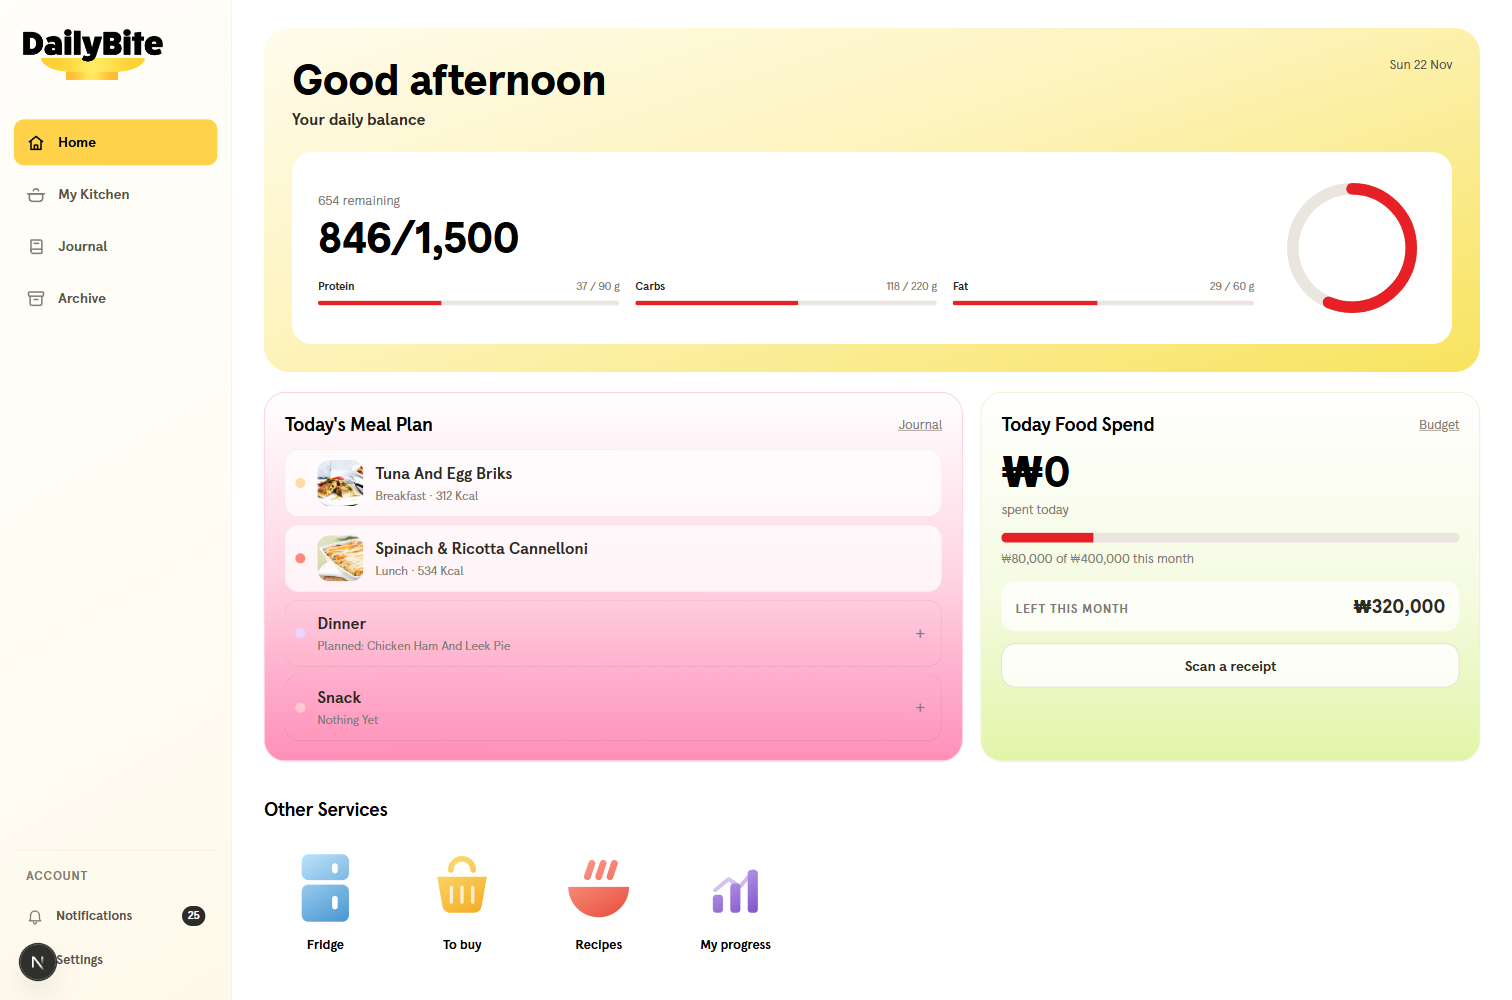 DailyBite
Home
My Kitchen
Journal
Archive
ACCOUNT
Notifications 25
N
Settings
Good afternoon
Sun 22 Nov
Your daily balance
654 remaining
846/1,500
Protein 37 / 90 g
Carbs 118 / 220 g
Fat 29 / 60 g
Today's Meal Plan
Journal
Tuna And Egg Briks
Breakfast · 312 Kcal
Spinach & Ricotta Cannelloni
Lunch · 534 Kcal
Dinner
Planned: Chicken Ham And Leek Pie
+
Snack
Nothing Yet
+
Today Food Spend
Budget
₩0
spent today
₩80,000 of ₩400,000 this month
LEFT THIS MONTH ₩320,000
Scan a receipt
Other Services
Fridge
To buy
Recipes
My progress